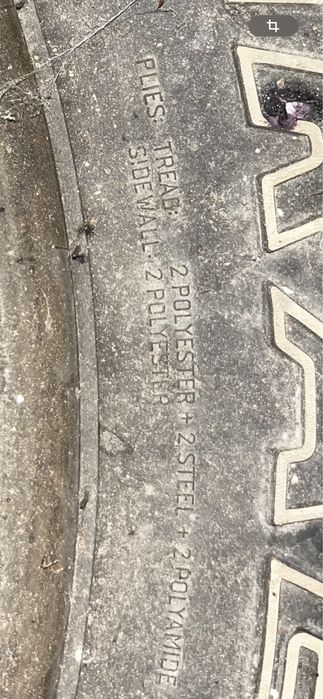 PLIES: TREAD: 2 POLYESTER + 2 STEEL + 2 POLYAMIDE
SIDEWALL: 2 POLYESTER